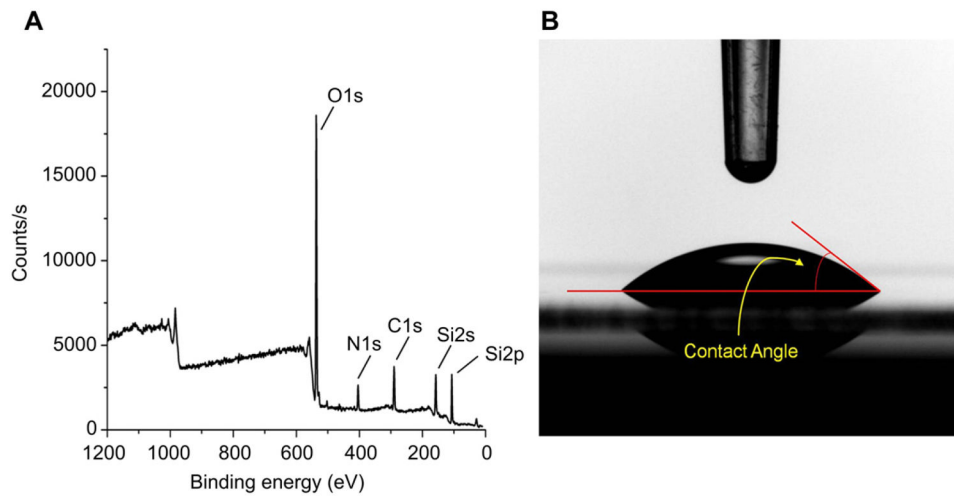 A
20000
15000
10000
5000
0
Counts/s
O1s
N1s
C1s
Si2s
Si2p
1200 1000 800 600 400 200 0
Binding energy (eV)
B
Contact Angle